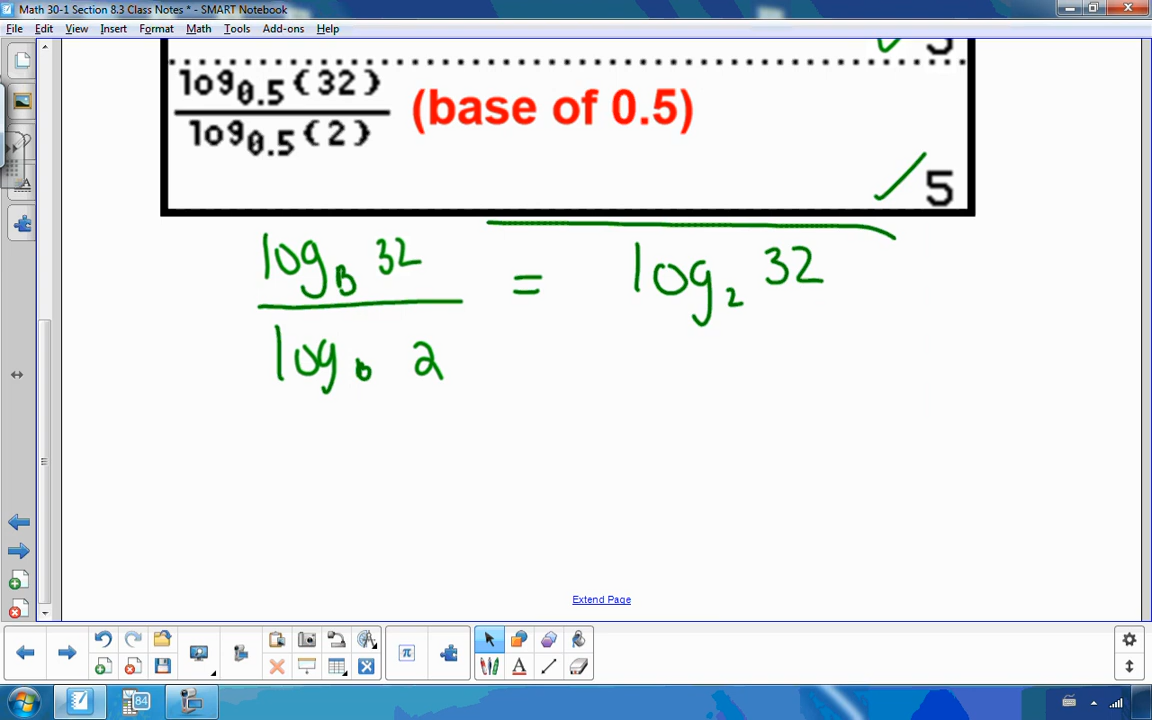 Math 30-1 Section 8.3 Class Notes * - SMART Notebook
File Edit View Insert Format Math Tools Add-ons Help
5
log0.5(32)
(base of 0.5)
log0.5(2)
5
logb 32
= log2 32
logb 2
Extend Page
π
A
84